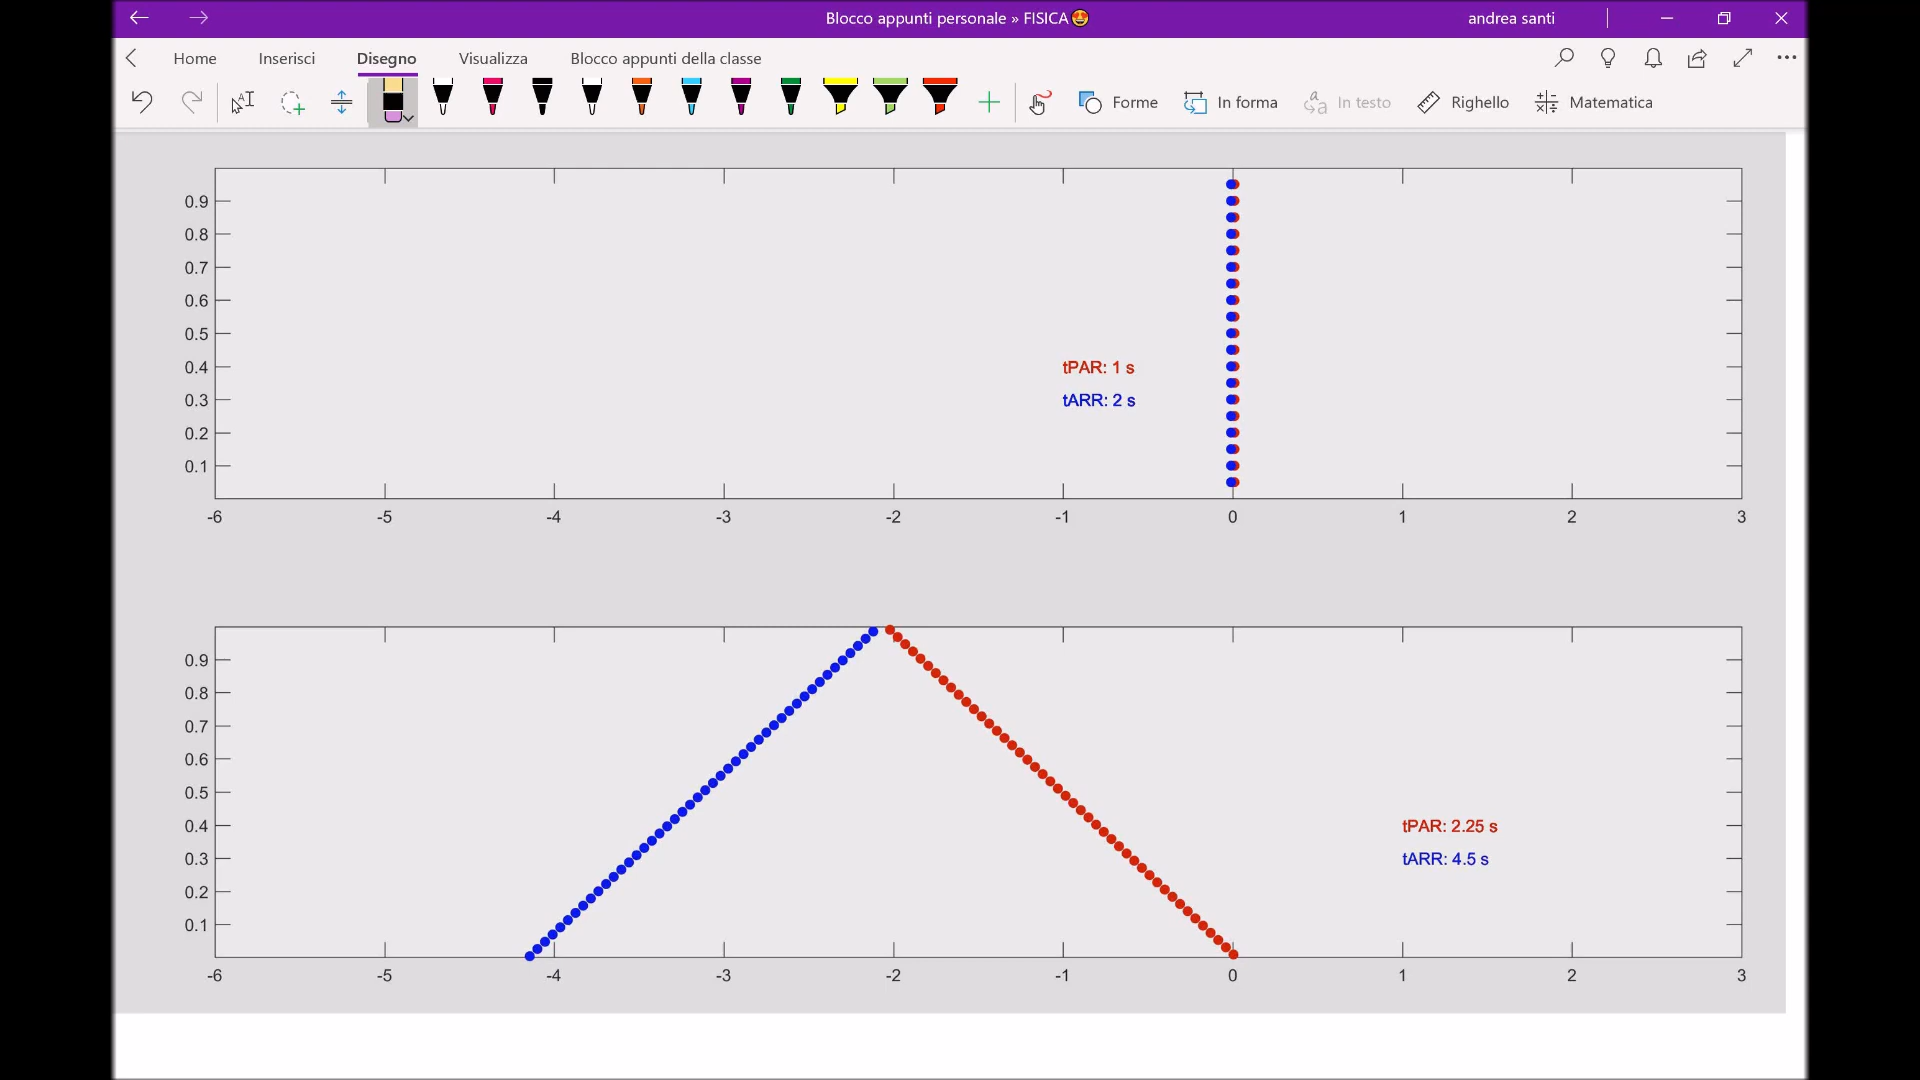 Blocco appunti personale » FISICA😍
andrea santi
Home Inserisci Disegno Visualizza Blocco appunti della classe
Forme In forma In testo Righello Matematica
0.9
0.8
0.7
0.6
0.5
0.4
0.3
0.2
0.1
tPAR: 1 s
tARR: 2 s
-6 -5 -4 -3 -2 -1 0 1 2 3
0.9
0.8
0.7
0.6
0.5
0.4
0.3
0.2
0.1
tPAR: 2.25 s
tARR: 4.5 s
-6 -5 -4 -3 -2 -1 0 1 2 3